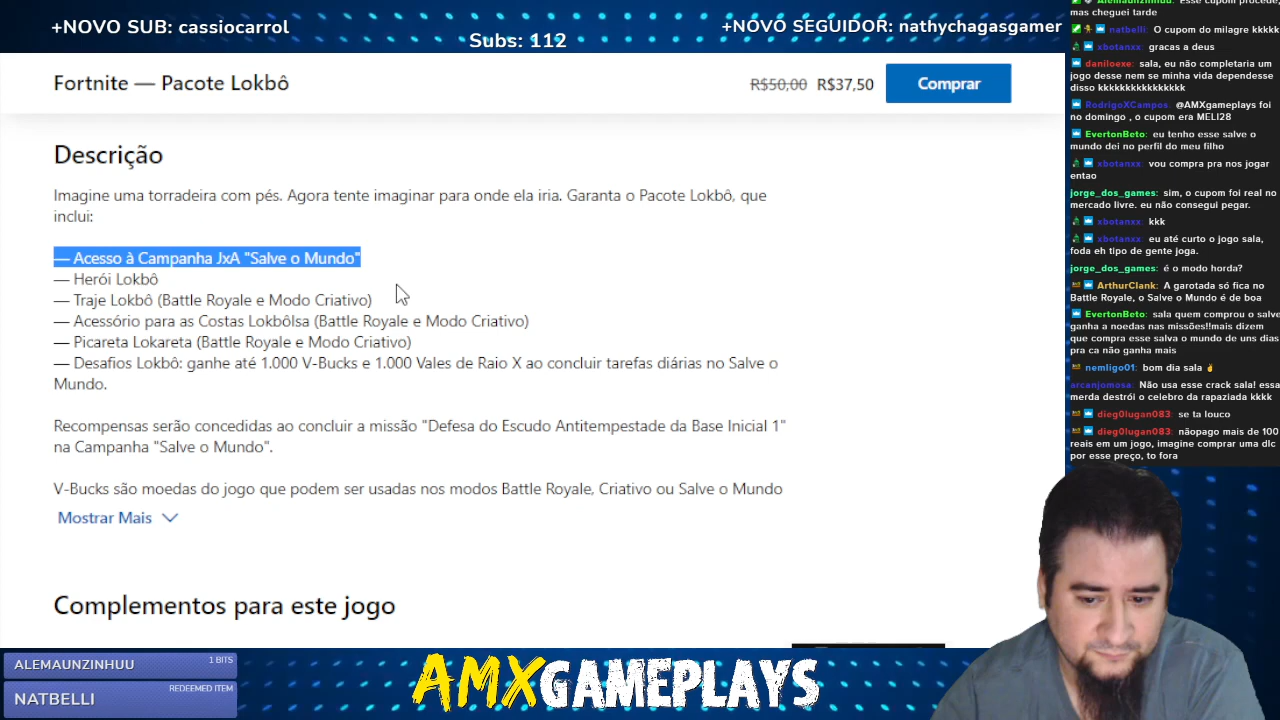 +NOVO SUB: cassiocarrol
Subs: 112
+NOVO SEGUIDOR: nathychagasgamer
Fortnite — Pacote Lokbô
R$50,00 R$37,50
Comprar
Descrição
Imagine uma torradeira com pés. Agora tente imaginar para onde ela iria. Garanta o Pacote Lokbô, que
inclui:
— Acesso à Campanha JxA "Salve o Mundo"
— Herói Lokbô
— Traje Lokbô (Battle Royale e Modo Criativo)
— Acessório para as Costas Lokbôlsa (Battle Royale e Modo Criativo)
— Picareta Lokareta (Battle Royale e Modo Criativo)
— Desafios Lokbô: ganhe até 1.000 V-Bucks e 1.000 Vales de Raio X ao concluir tarefas diárias no Salve o
Mundo.
Recompensas serão concedidas ao concluir a missão "Defesa do Escudo Antitempestade da Base Inicial 1"
na Campanha "Salve o Mundo".
V-Bucks são moedas do jogo que podem ser usadas nos modos Battle Royale, Criativo ou Salve o Mundo
Mostrar Mais
Complementos para este jogo
Alemaunzinhuu: Esse cupom procede,
mas cheguei tarde
natbelli: O cupom do milagre kkkkk
xbotanxx: gracas a deus
daniloexe: sala, eu não completaria um
jogo desse nem se minha vida dependesse
disso kkkkkkkkkkkkkkkk
RodrigoXCampos: @AMXgameplays foi
no domingo , o cupom era MELI28
EvertonBeto: eu tenho esse salve o
mundo dei no perfil do meu filho
xbotanxx: vou compra pra nos jogar
entao
jorge_dos_games: sim, o cupom foi real no
mercado livre. eu não consegui pegar.
xbotanxx: kkk
xbotanxx: eu até curto o jogo sala,
foda eh tipo de gente joga.
jorge_dos_games: é o modo horda?
ArthurClank: A garotada só fica no
Battle Royale, o Salve o Mundo é de boa
EvertonBeto: sala quem comprou o salve
ganha a noedas nas missões!!mais dizem
que compra esse salva o mundo de uns dias
pra ca não ganha mais
nemligo01: bom dia sala
arcanjomosa: Não usa esse crack sala! essa
merda destrói o celebro da rapaziada kkkk
dieg0lugan083: se ta louco
dieg0lugan083: nãopago mais de 100
reais em um jogo, imagine comprar uma dlc
por esse preço, to fora
ALEMAUNZINHUU
1 BITS
NATBELLI
REDEEMED ITEM
AMXGAMEPLAYS